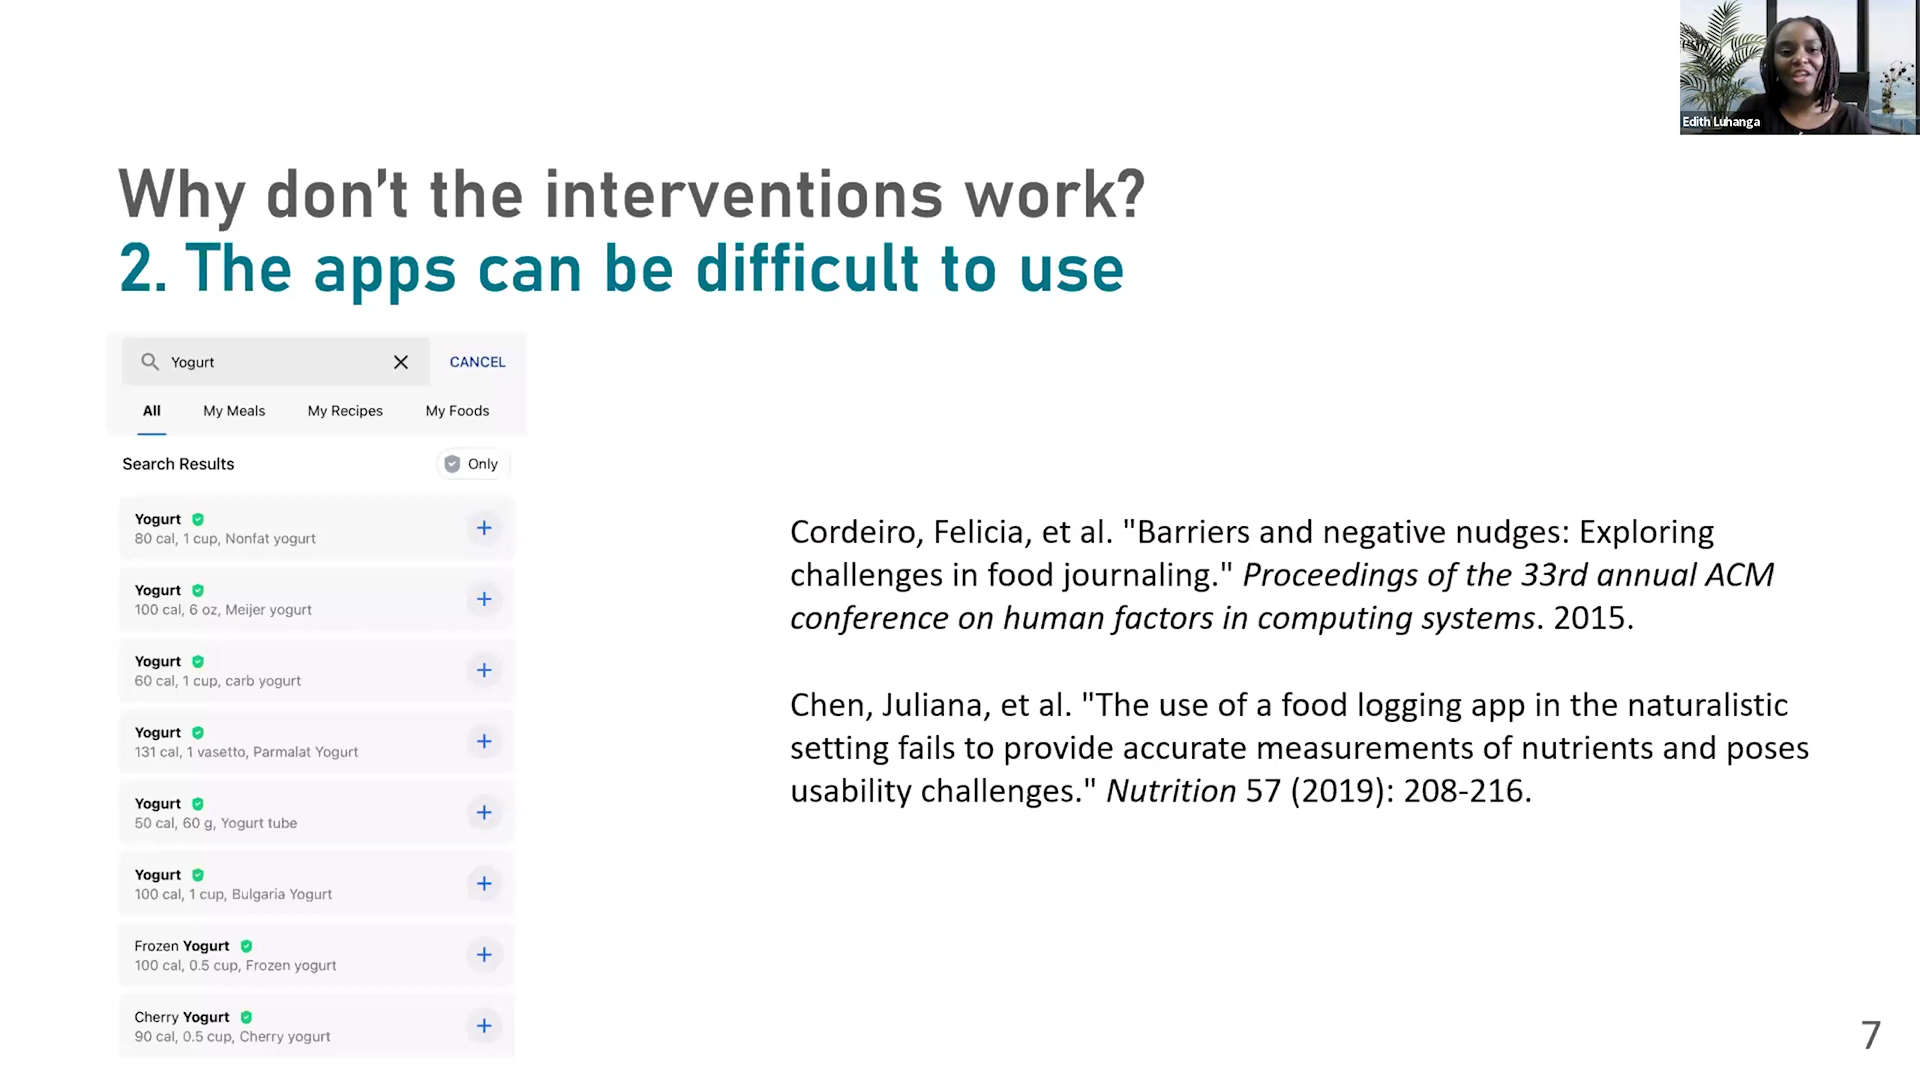 Edith Luhanga
Why don't the interventions work?
2. The apps can be difficult to use
Yogurt
CANCEL
All
My Meals
My Recipes
My Foods
Search Results
Only
Yogurt
80 cal, 1 cup, Nonfat yogurt
Yogurt
100 cal, 6 oz, Meijer yogurt
Yogurt
60 cal, 1 cup, carb yogurt
Yogurt
131 cal, 1 vasetto, Parmalat Yogurt
Yogurt
50 cal, 60 g, Yogurt tube
Yogurt
100 cal, 1 cup, Bulgaria Yogurt
Frozen Yogurt
100 cal, 0.5 cup, Frozen yogurt
Cherry Yogurt
90 cal, 0.5 cup, Cherry yogurt
Cordeiro, Felicia, et al. "Barriers and negative nudges: Exploring
challenges in food journaling." Proceedings of the 33rd annual ACM
conference on human factors in computing systems. 2015.
Chen, Juliana, et al. "The use of a food logging app in the naturalistic
setting fails to provide accurate measurements of nutrients and poses
usability challenges." Nutrition 57 (2019): 208-216.
7